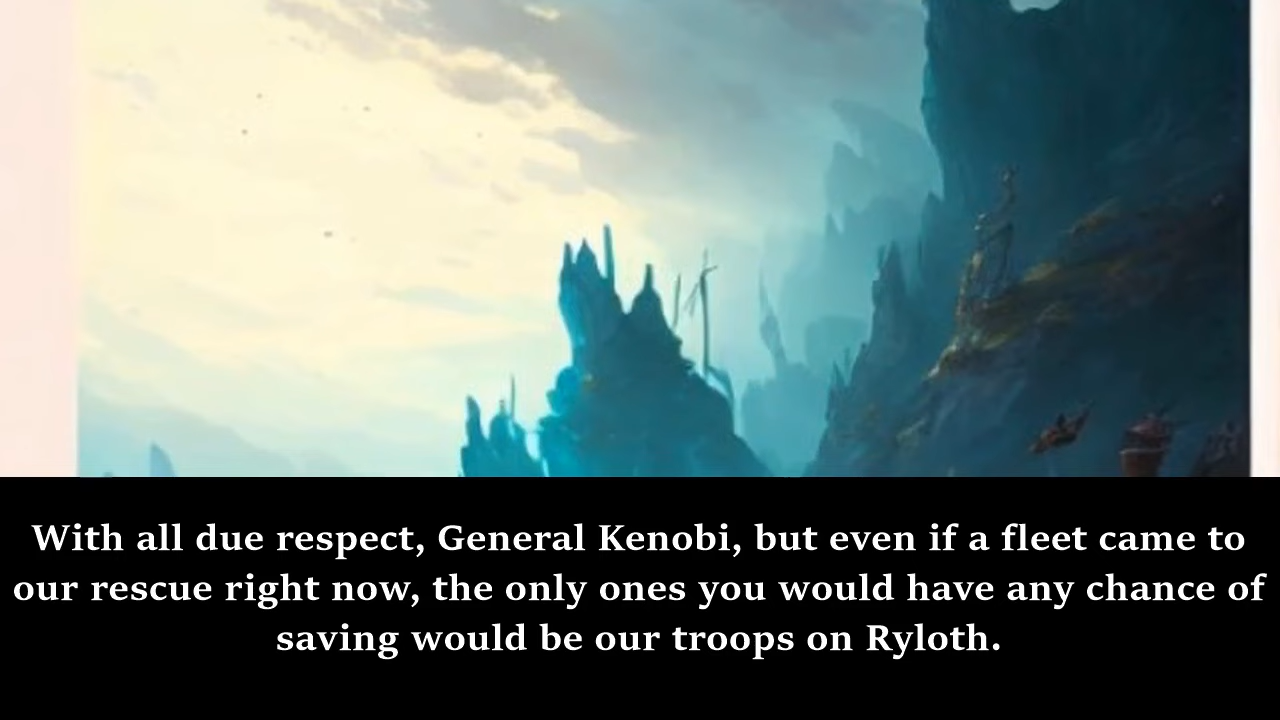 With all due respect, General Kenobi, but even if a fleet came to
our rescue right now, the only ones you would have any chance of
saving would be our troops on Ryloth.